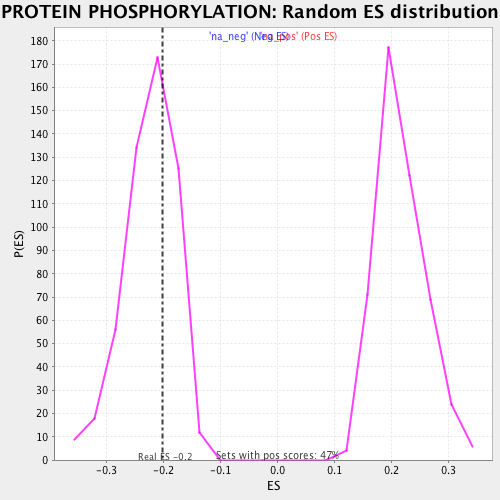 PROTEIN PHOSPHORYLATION: Random ES distribution
'na_neg' (Neg ES) 'na_pos' (Pos ES)
P(ES)
180
170
160
150
140
130
120
110
100
90
80
70
60
50
40
30
20
10
0
Real ES -0.2
Sets with pos scores: 47%
-0.3 -0.2 -0.1 0.0 0.1 0.2 0.3
ES